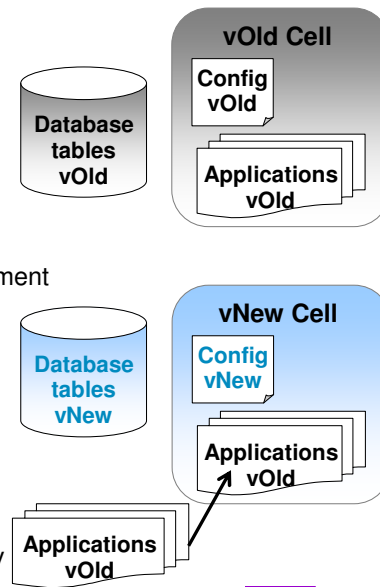 vOld Cell
Config
vOld
Database
tables
vOld
Applications
vOld
ment
vNew Cell
Config
vNew
Database
tables
vNew
Applications
vOld
y
Applications
vOld